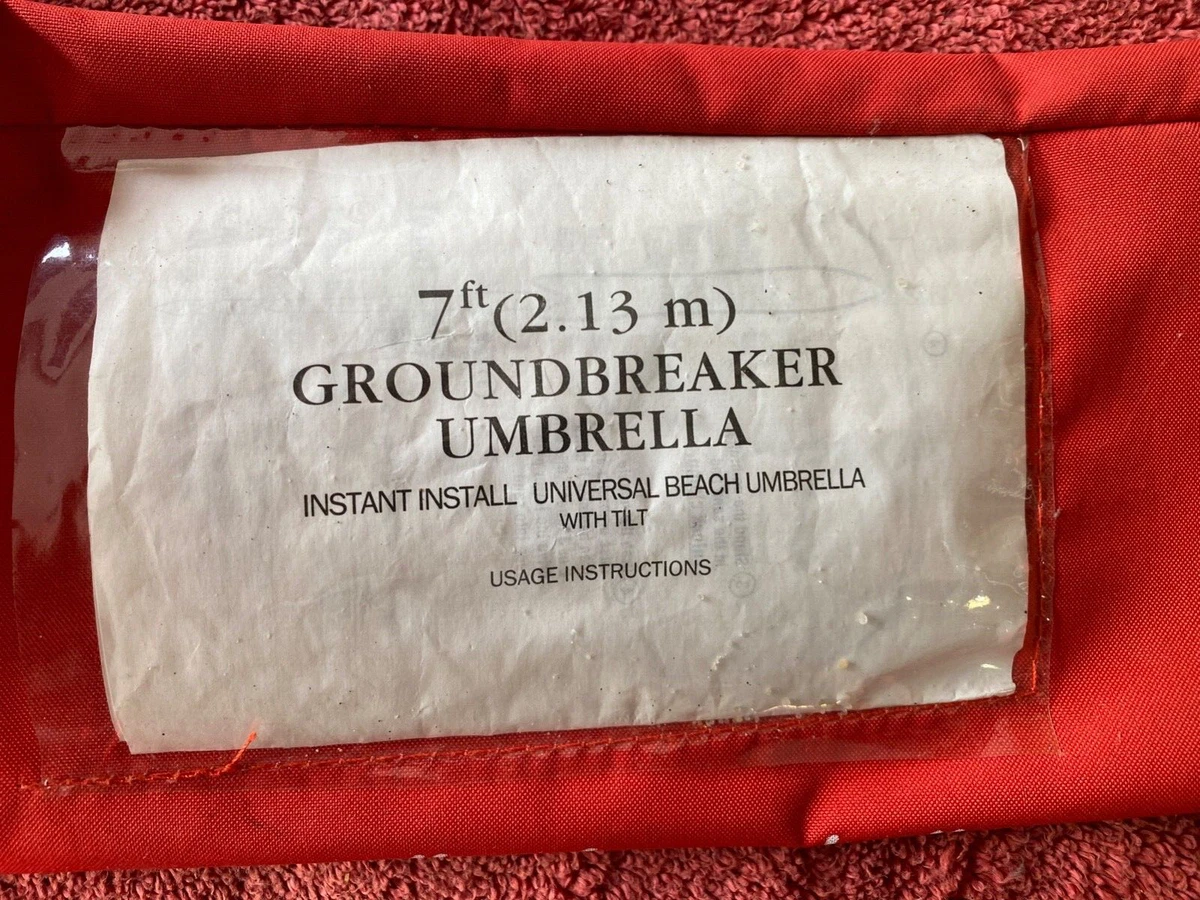 7ft (2.13 m)
GROUNDBREAKER
UMBRELLA
INSTANT INSTALL UNIVERSAL BEACH UMBRELLA
WITH TILT
USAGE INSTRUCTIONS